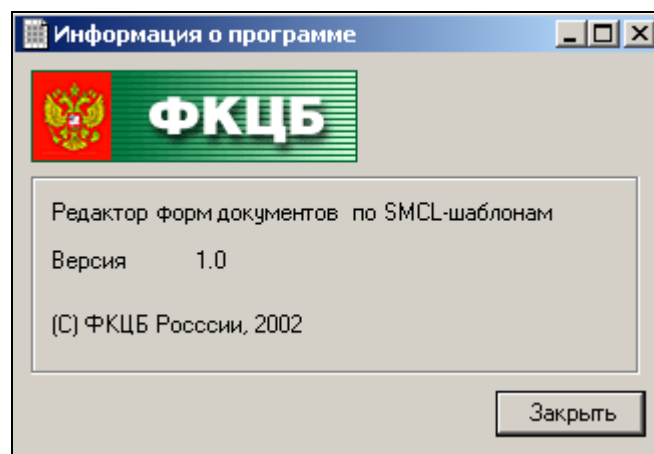 Информация о программе
ФКЦБ
Редактор форм документов по SMCL-шаблонам
Версия 1.0
(C) ФКЦБ Росссии, 2002
Закрыть